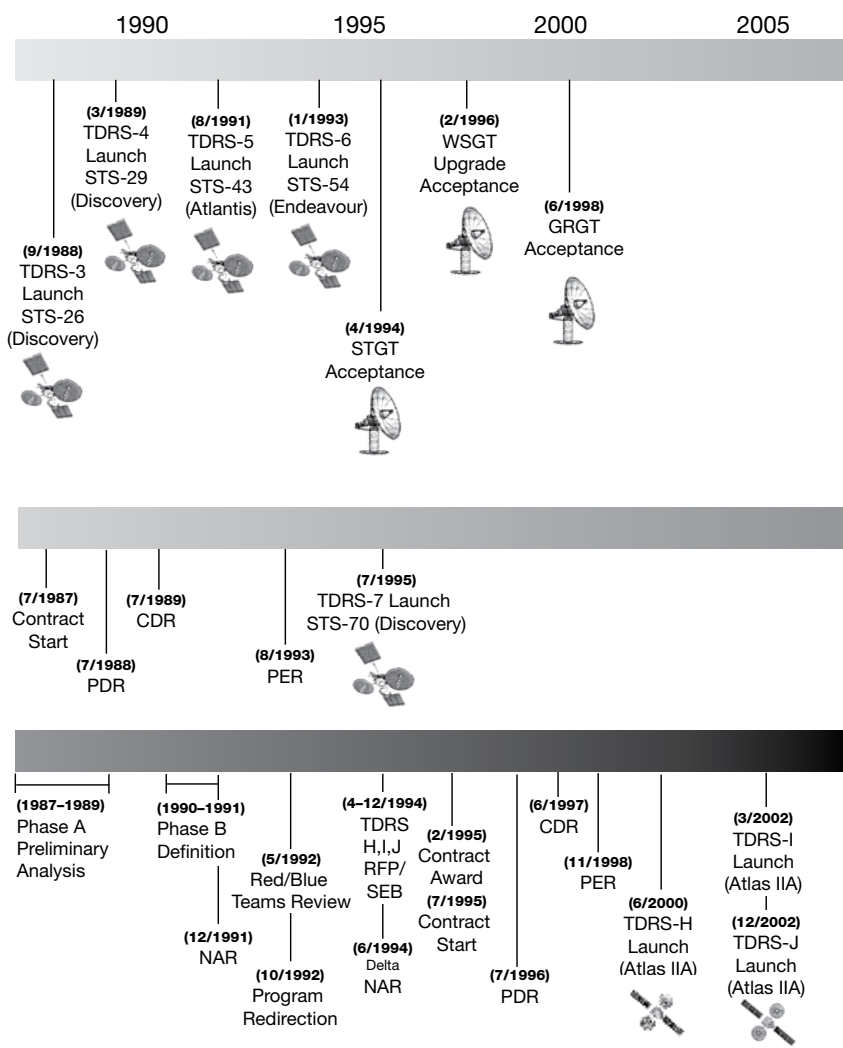 1990
1995
2000
2005
(9/1988)
TDRS-3
Launch
STS-26
(Discovery)
(3/1989)
TDRS-4
Launch
STS-29
(Discovery)
(8/1991)
TDRS-5
Launch
STS-43
(Atlantis)
(1/1993)
TDRS-6
Launch
STS-54
(Endeavour)
(4/1994)
STGT
Acceptance
(2/1996)
WSGT
Upgrade
Acceptance
(6/1998)
GRGT
Acceptance
(7/1987)
Contract
Start
(7/1988)
PDR
(7/1989)
CDR
(8/1993)
PER
(7/1995)
TDRS-7 Launch
STS-70 (Discovery)
(1987–1989)
Phase A
Preliminary
Analysis
(1990–1991)
Phase B
Definition
(12/1991)
NAR
(5/1992)
Red/Blue
Teams Review
(10/1992)
Program
Redirection
(4–12/1994)
TDRS
H,I,J
RFP/
SEB
(6/1994)
Delta
NAR
(2/1995)
Contract
Award
(7/1995)
Contract
Start
(7/1996)
PDR
(6/1997)
CDR
(11/1998)
PER
(6/2000)
TDRS-H
Launch
(Atlas IIA)
(3/2002)
TDRS-I
Launch
(Atlas IIA)
(12/2002)
TDRS-J
Launch
(Atlas IIA)